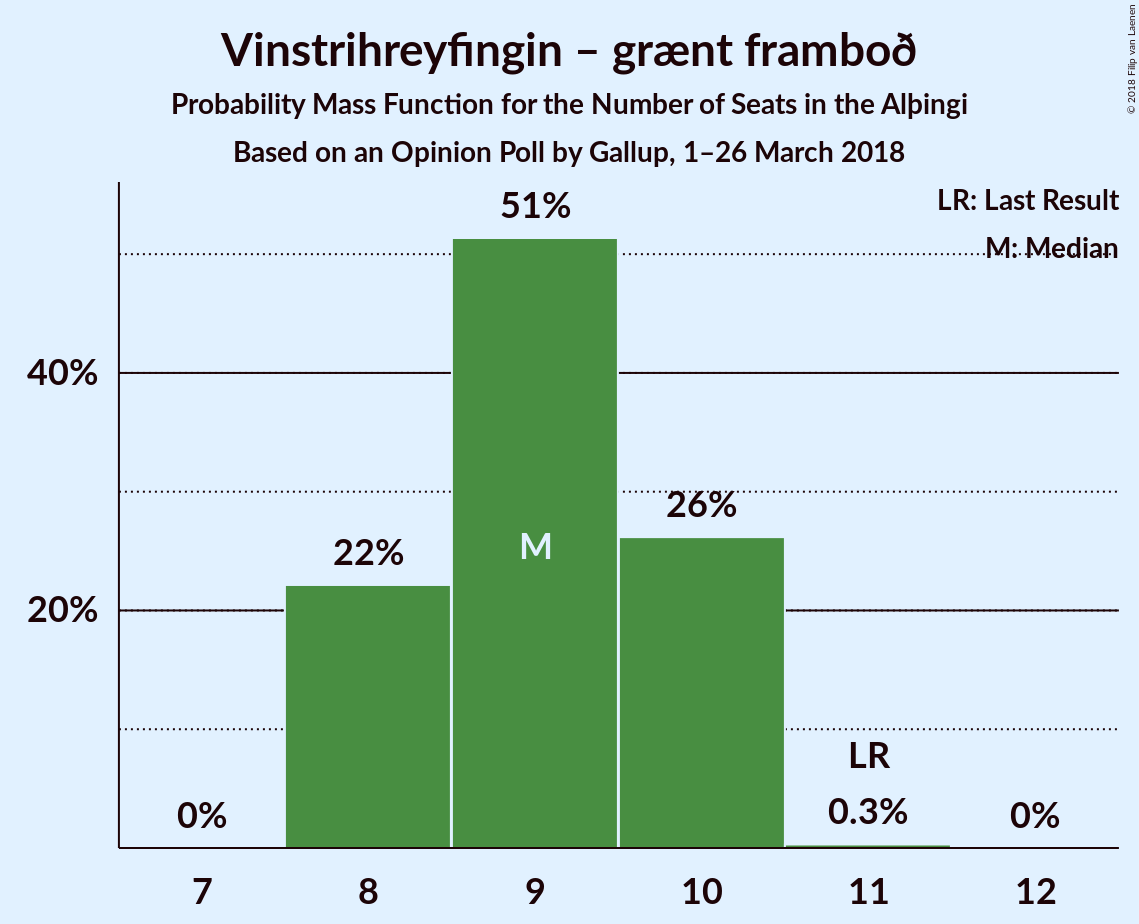 Vinstrihreyfingin – grænt framboð
Probability Mass Function for the Number of Seats in the Alþingi
Based on an Opinion Poll by Gallup, 1–26 March 2018
© 2018 Filip van Laenen
LR: Last Result
M: Median
51%
40%
26%
22%
M
20%
LR
0%
0.3%
0%
7
8
9
10
11
12